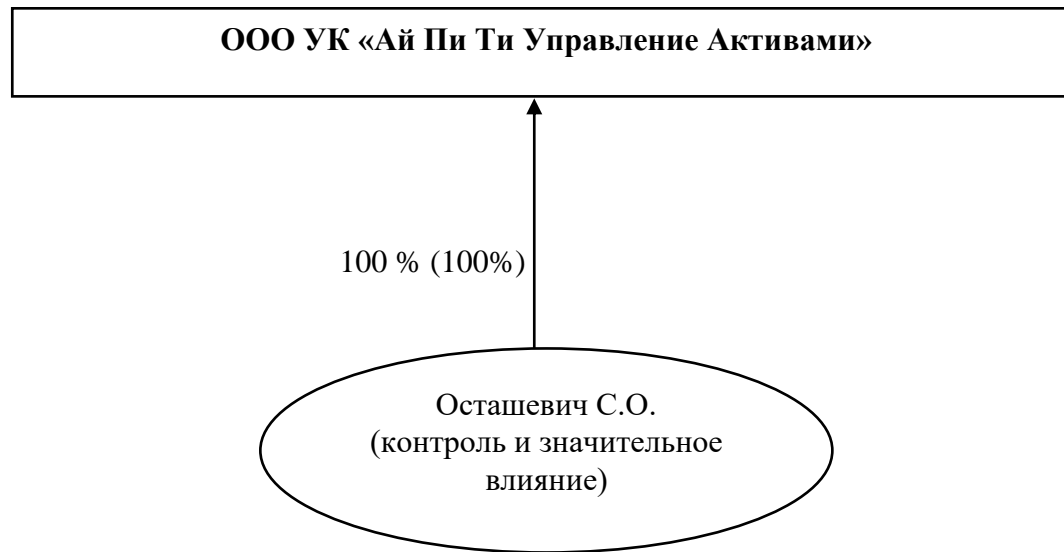 ООО УК «Ай Пи Ти Управление Активами»
100 % (100%)
Осташевич С.О.
(контроль и значительное
влияние)